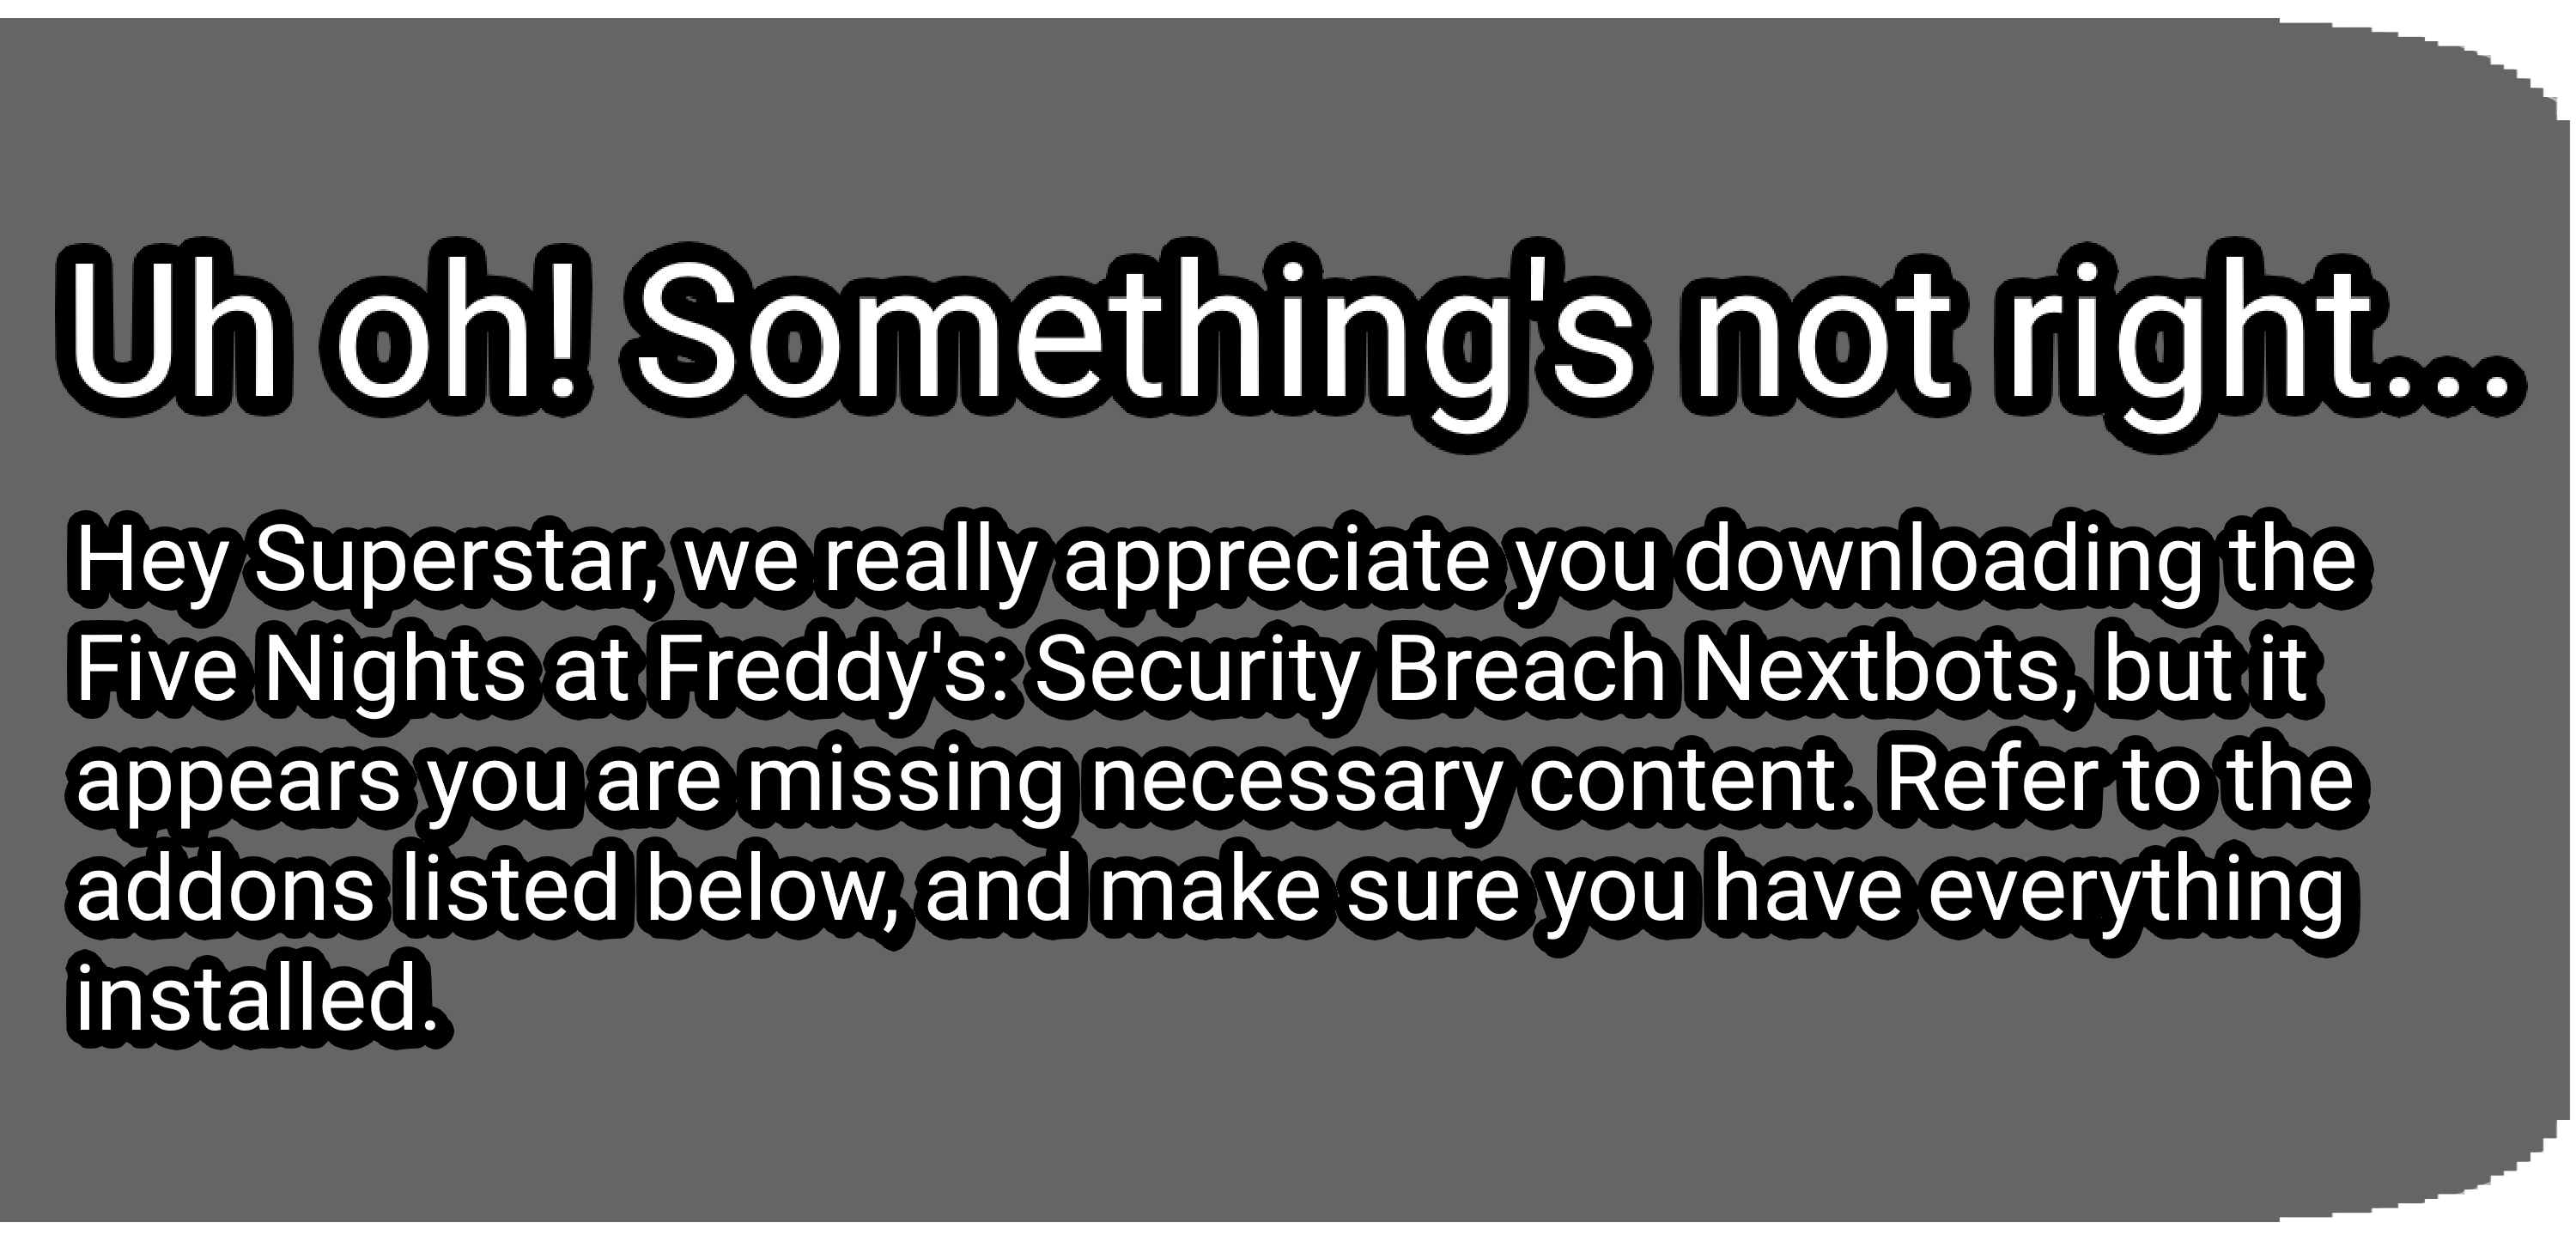 Uh oh! Something's not right...
Hey Superstar, we really appreciate you downloading the
Five Nights at Freddy's: Security Breach Nextbots, but it
appears you are missing necessary content. Refer to the
addons listed below, and make sure you have everything
installed.